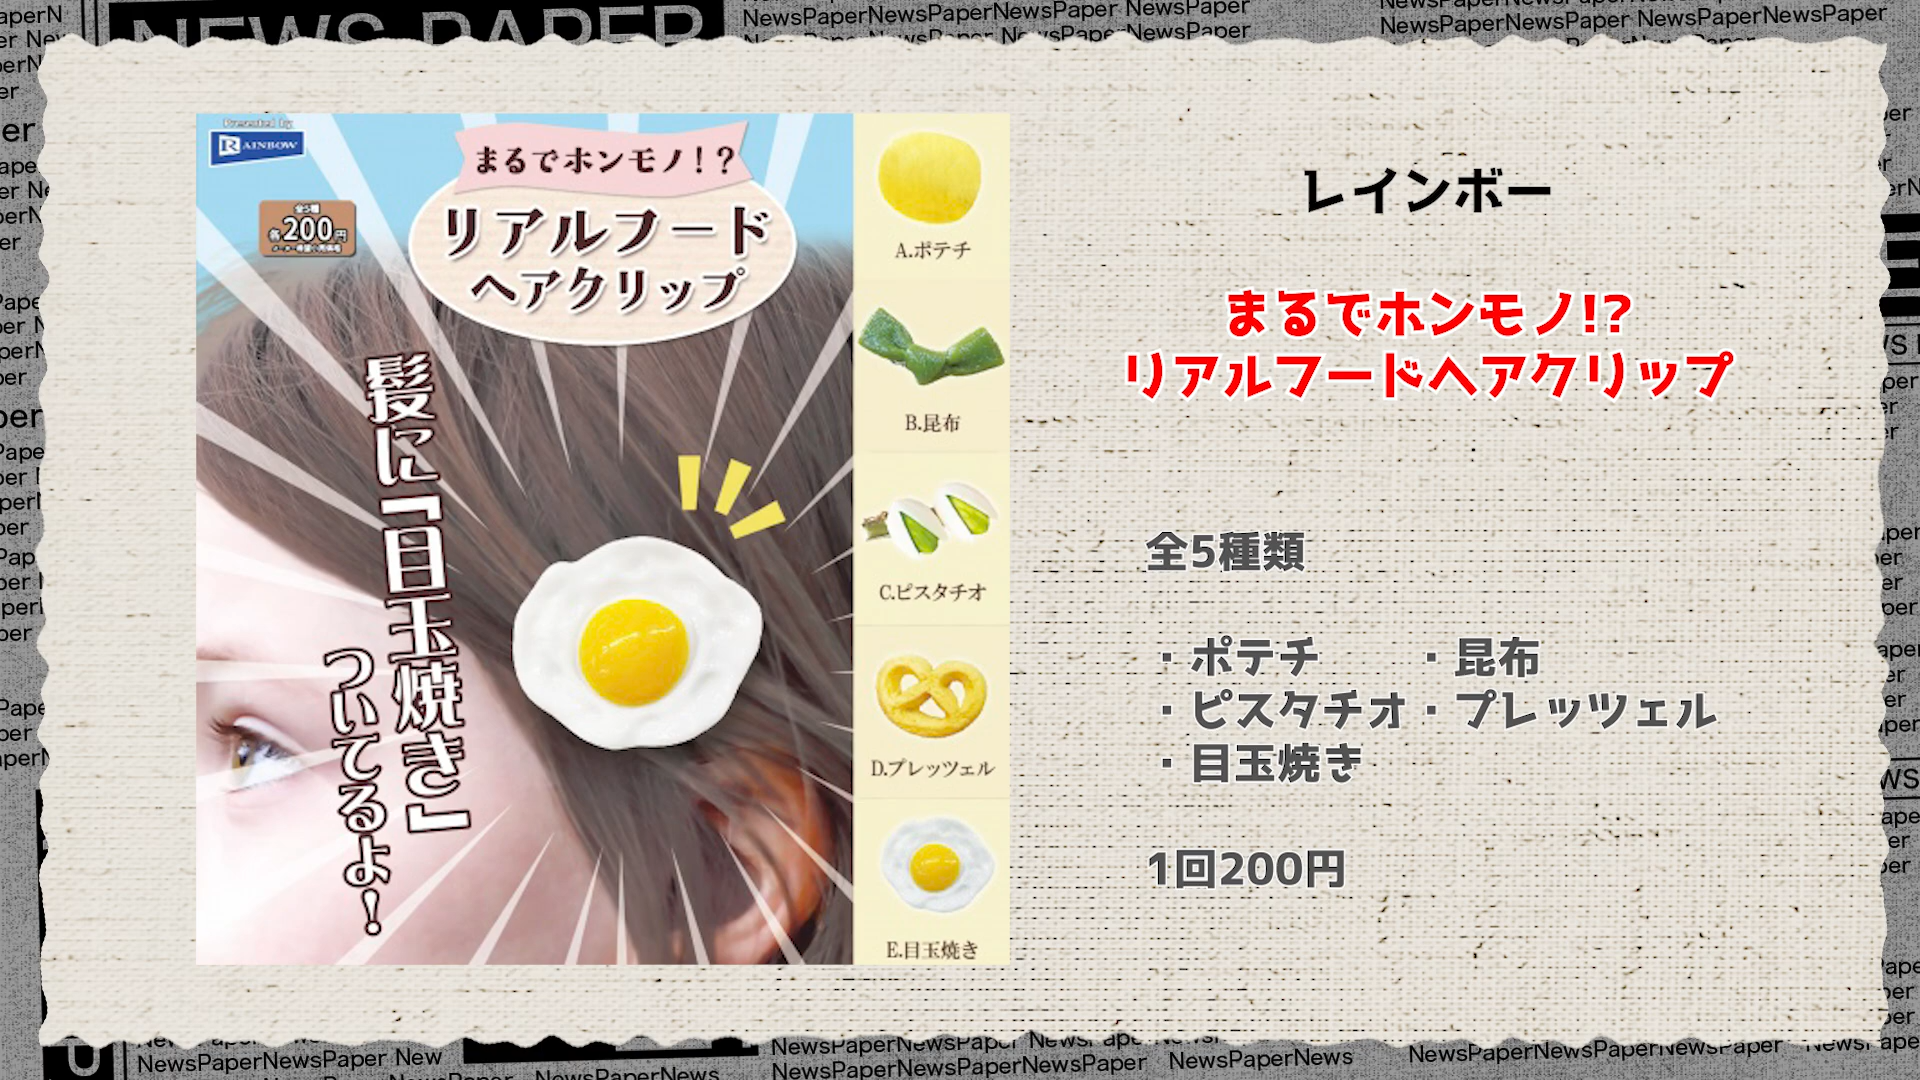 NEWS PAPER
NewsPaperNewsPaperNewsPaper NewsPaper
Presented by
RAINBOW
全5種
各200円
まるでホンモノ!?
リアルフード
ヘアクリップ
髪に「目玉焼き」
ついてるよ!
A.ポテチ
B.昆布
C.ピスタチオ
D.プレッツェル
E.目玉焼き
レインボー
まるでホンモノ!?
リアルフードヘアクリップ
全5種類
・ポテチ ・昆布
・ピスタチオ・プレッツェル
・目玉焼き
1回200円
NewsPaperNewsPaper New
NewsPaperNews
NewsPaperNewsPaperNewsPaper NewsPaperNews